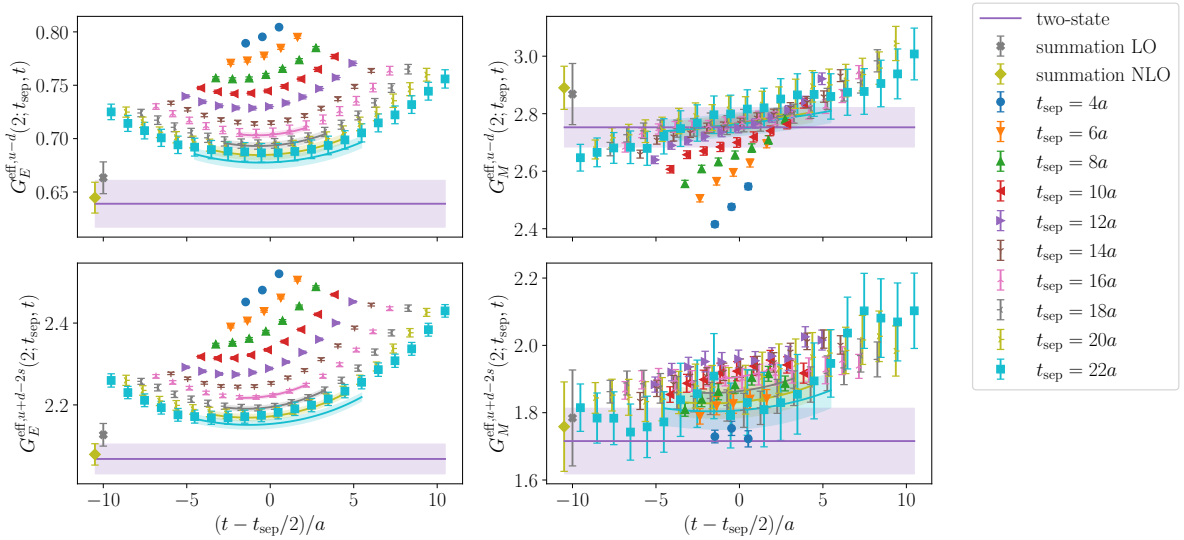 0.80
0.75
0.70
0.65
G_E^{eff,u−d}(2; t_sep, t)
3.0
2.8
2.6
2.4
G_M^{eff,u−d}(2; t_sep, t)
2.4
2.2
G_E^{eff,u+d−2s}(2; t_sep, t)
−10 −5 0 5 10
(t − t_sep/2)/a
2.2
2.0
1.8
1.6
G_M^{eff,u+d−2s}(2; t_sep, t)
−10 −5 0 5 10
(t − t_sep/2)/a
two-state
summation LO
summation NLO
t_sep = 4a
t_sep = 6a
t_sep = 8a
t_sep = 10a
t_sep = 12a
t_sep = 14a
t_sep = 16a
t_sep = 18a
t_sep = 20a
t_sep = 22a